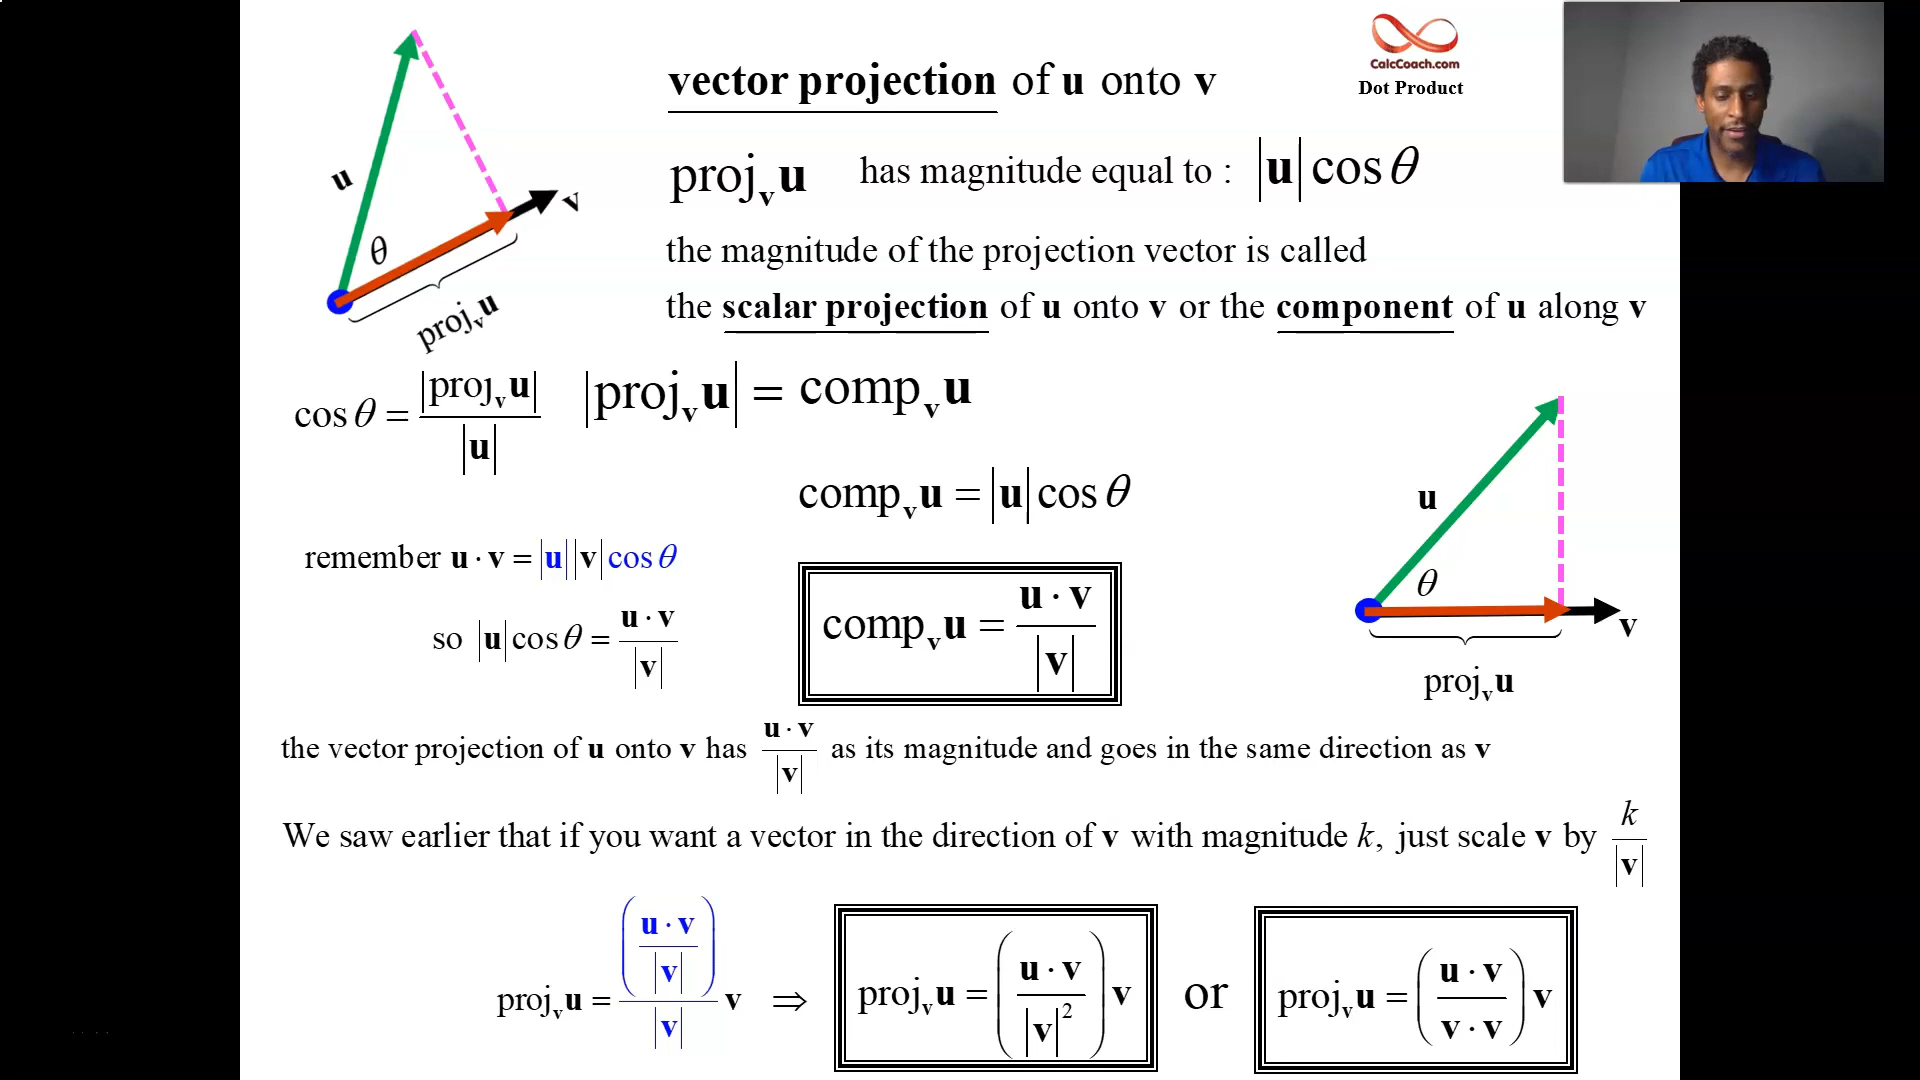 CalcCoach.com
Dot Product
vector projection of u onto v
proj_v u has magnitude equal to : |u| cos θ
the magnitude of the projection vector is called
the scalar projection of u onto v or the component of u along v
u
θ
v
proj_v u
cos θ = |proj_v u| / |u|
|proj_v u| = comp_v u
comp_v u = |u| cos θ
remember u · v = |u||v| cos θ
so |u| cos θ = u · v / |v|
comp_v u = u · v / |v|
u
θ
v
proj_v u
the vector projection of u onto v has u · v / |v| as its magnitude and goes in the same direction as v
We saw earlier that if you want a vector in the direction of v with magnitude k, just scale v by k / |v|
proj_v u = (u · v / |v|) / |v| v ⇒ proj_v u = (u · v / |v|²) v or proj_v u = (u · v / v · v) v